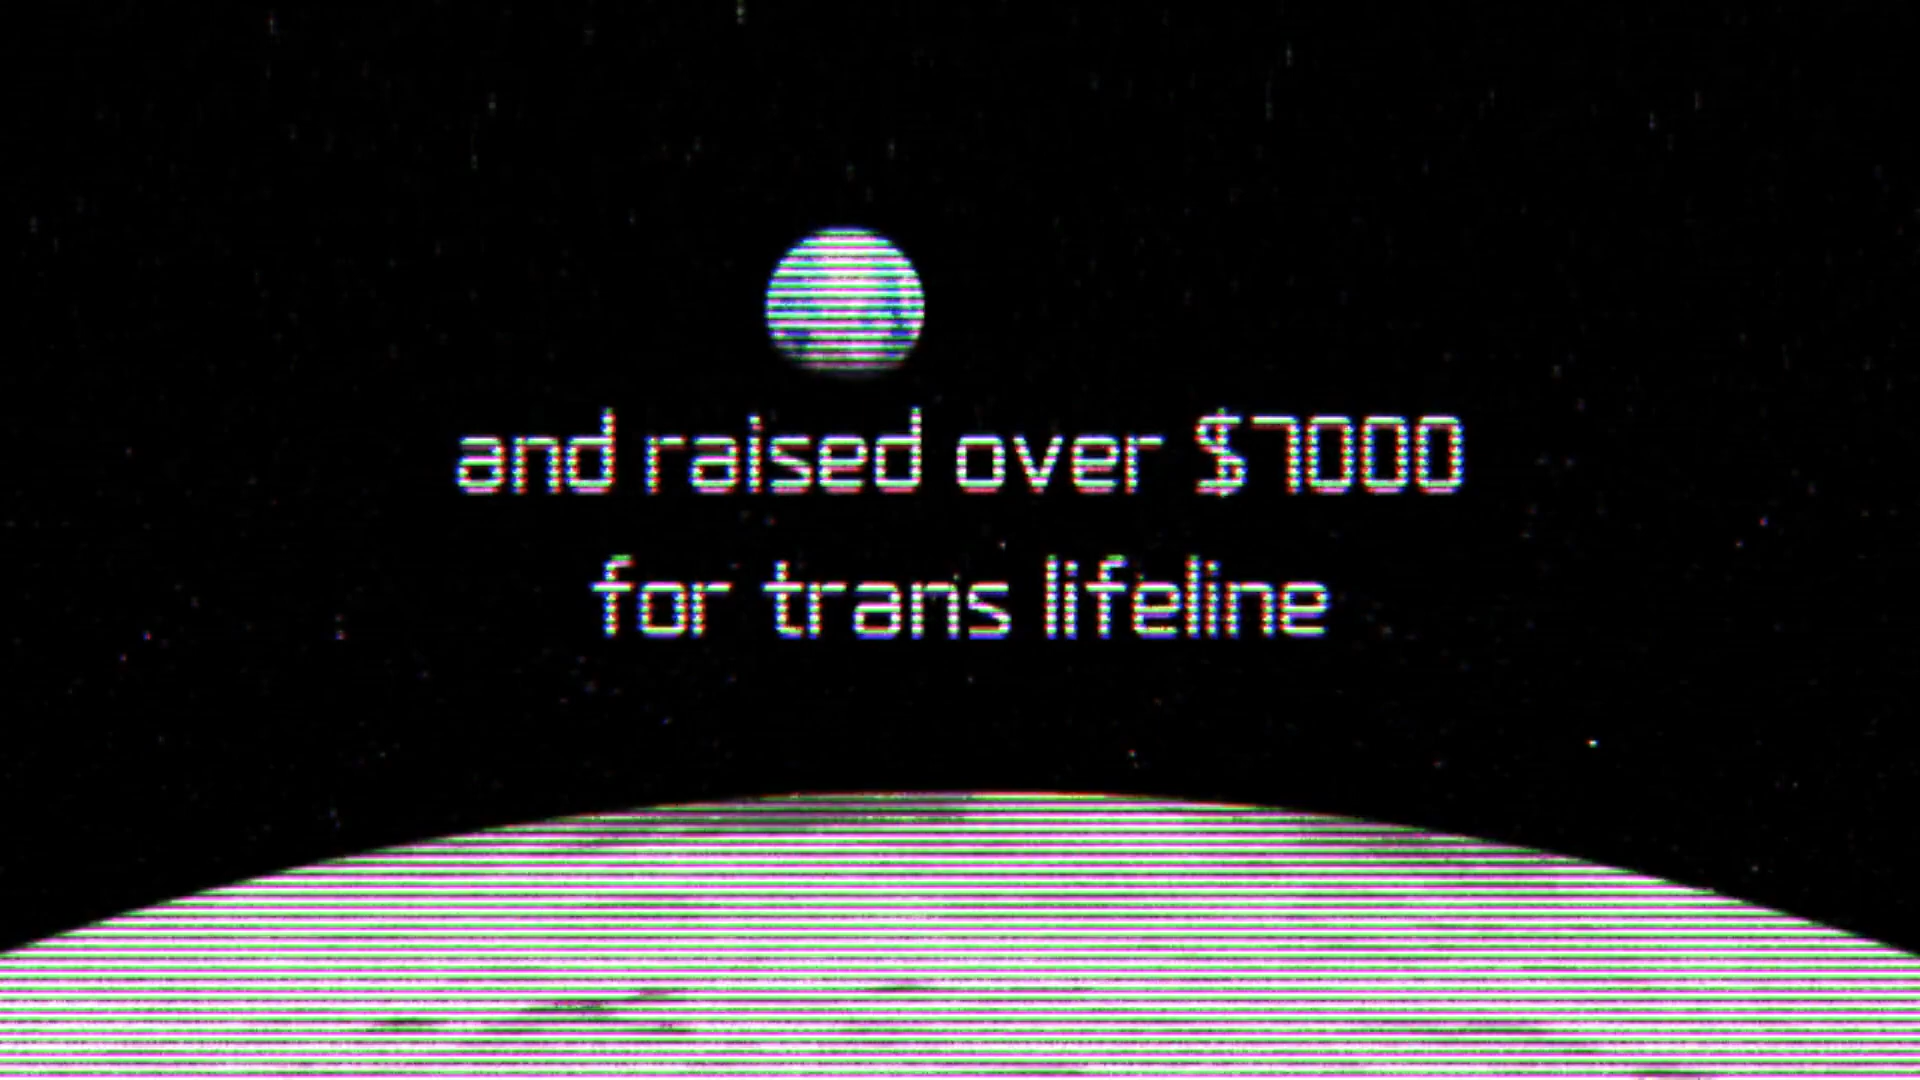 and raised over $7000
for trans lifeline